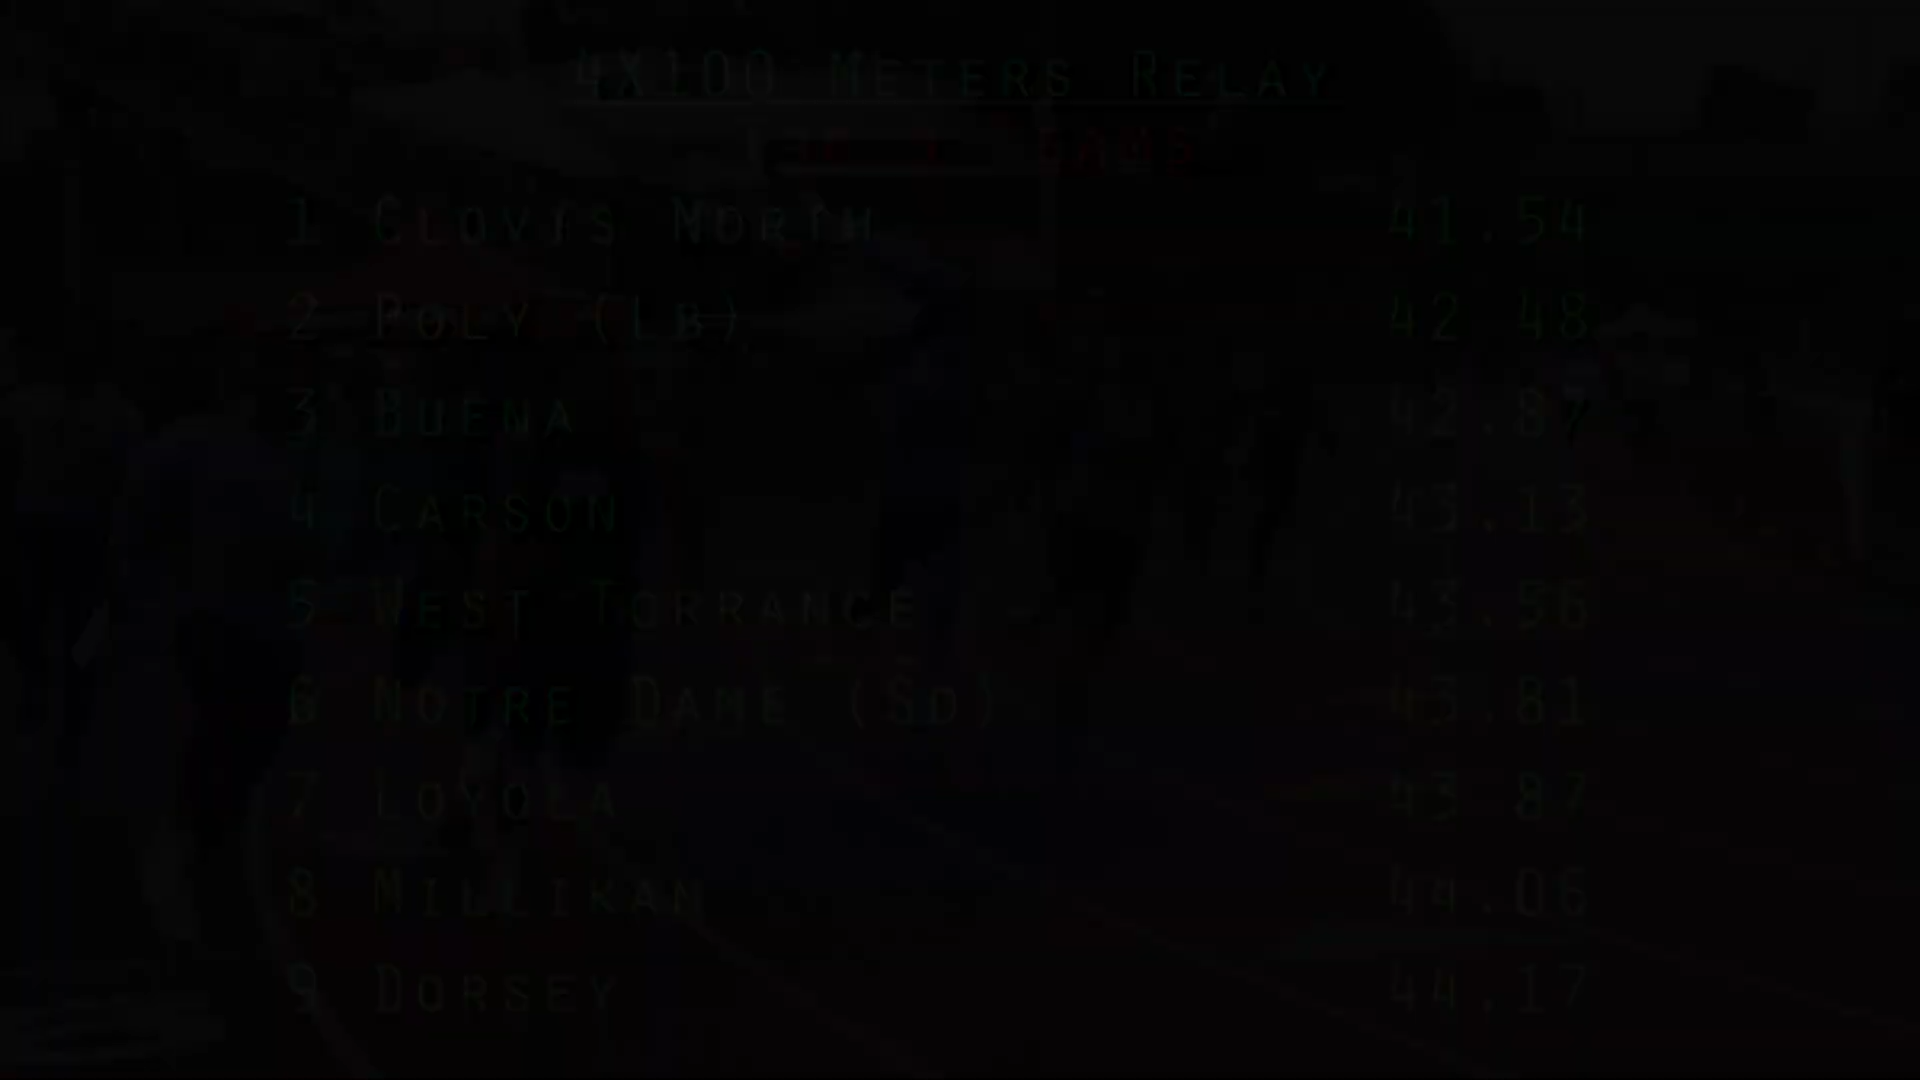 4X100 METERS RELAY
1 CLOVIS NORTH 41.54
2 POLY (LB) 42.48
3 BUENA 42.87
4 CARSON 43.13
5 WEST TORRANCE 43.56
6 NOTRE DAME (SO) 43.81
7 LOYOLA 43.87
8 MILLIKAN 44.06
9 DORSEY 44.17